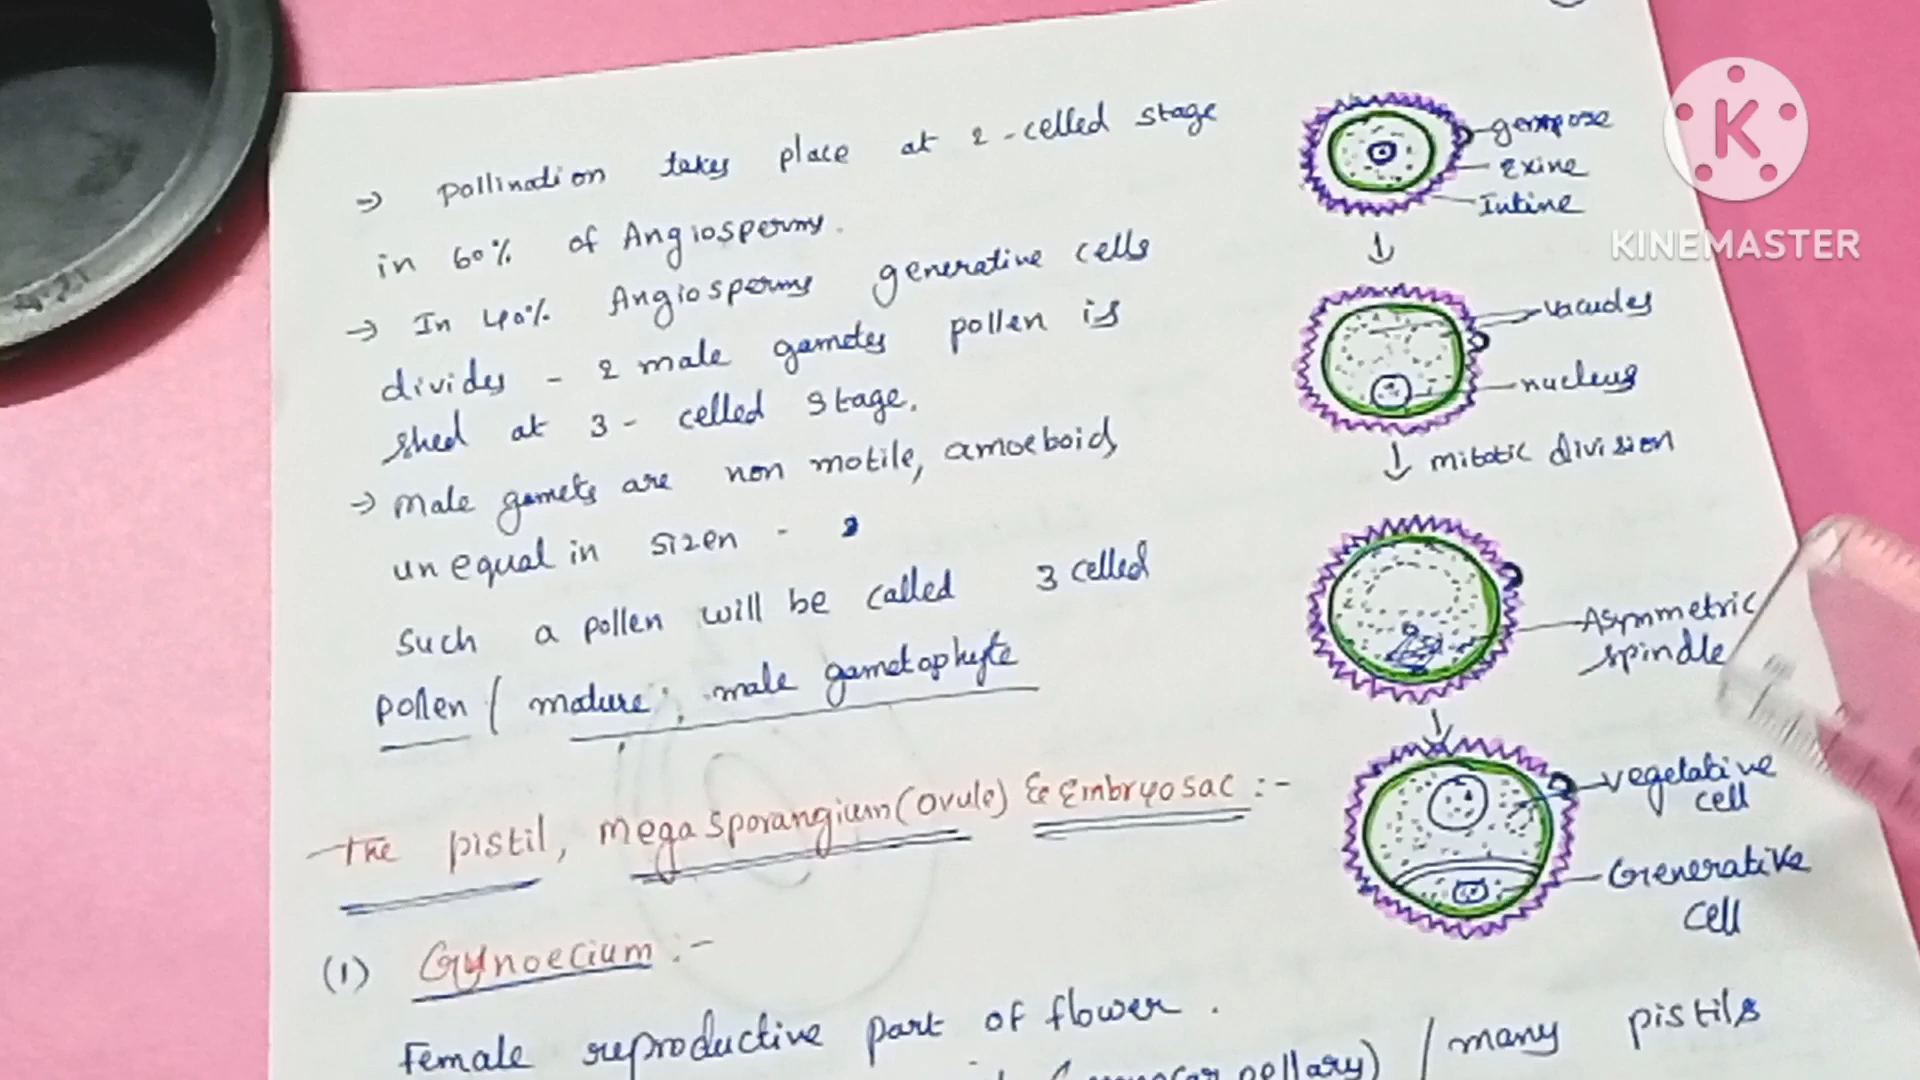 → pollination takes place at 2-celled stage
in 60% of Angiosperms.
→ In 40% Angiosperms generative cells
divides - 2 male gametes pollen is
shed at 3-celled stage.
→ Male gamets are non motile, amoeboid,
unequal in sizen - 2
Such a pollen will be called 3 celled
pollen / mature, male gametophyte
The pistil, megasporangium (ovule) & Embryosac :-
(1) Gynoecium :-
Female reproductive part of flower.
pollary) / many pistils
germpose
Exine
Intine
vacuoles
nucleus
mitotic division
Asymmetric
spindle
vegetative
cell
Generative
cell
K
KINEMASTER